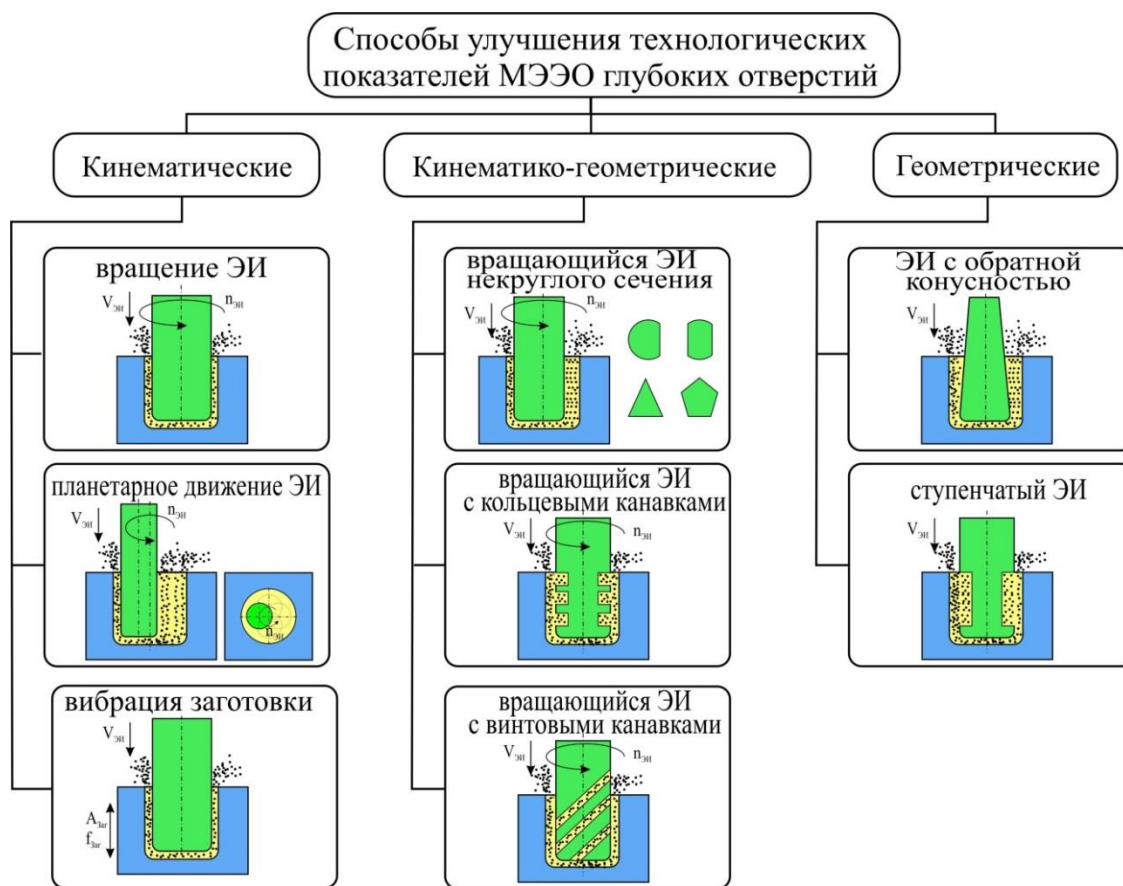 Способы улучшения технологических
показателей МЭЭО глубоких отверстий
Кинематические
Кинематико-геометрические
Геометрические
вращение ЭИ
Vэи
nэи
планетарное движение ЭИ
Vэи
nэи
nэи
вибрация заготовки
Vэи
Aзаг
fзаг
вращающийся ЭИ
некруглого сечения
Vэи
nэи
вращающийся ЭИ
с кольцевыми канавками
Vэи
nэи
вращающийся ЭИ
с винтовыми канавками
Vэи
nэи
ЭИ с обратной
конусностью
Vэи
ступенчатый ЭИ
Vэи